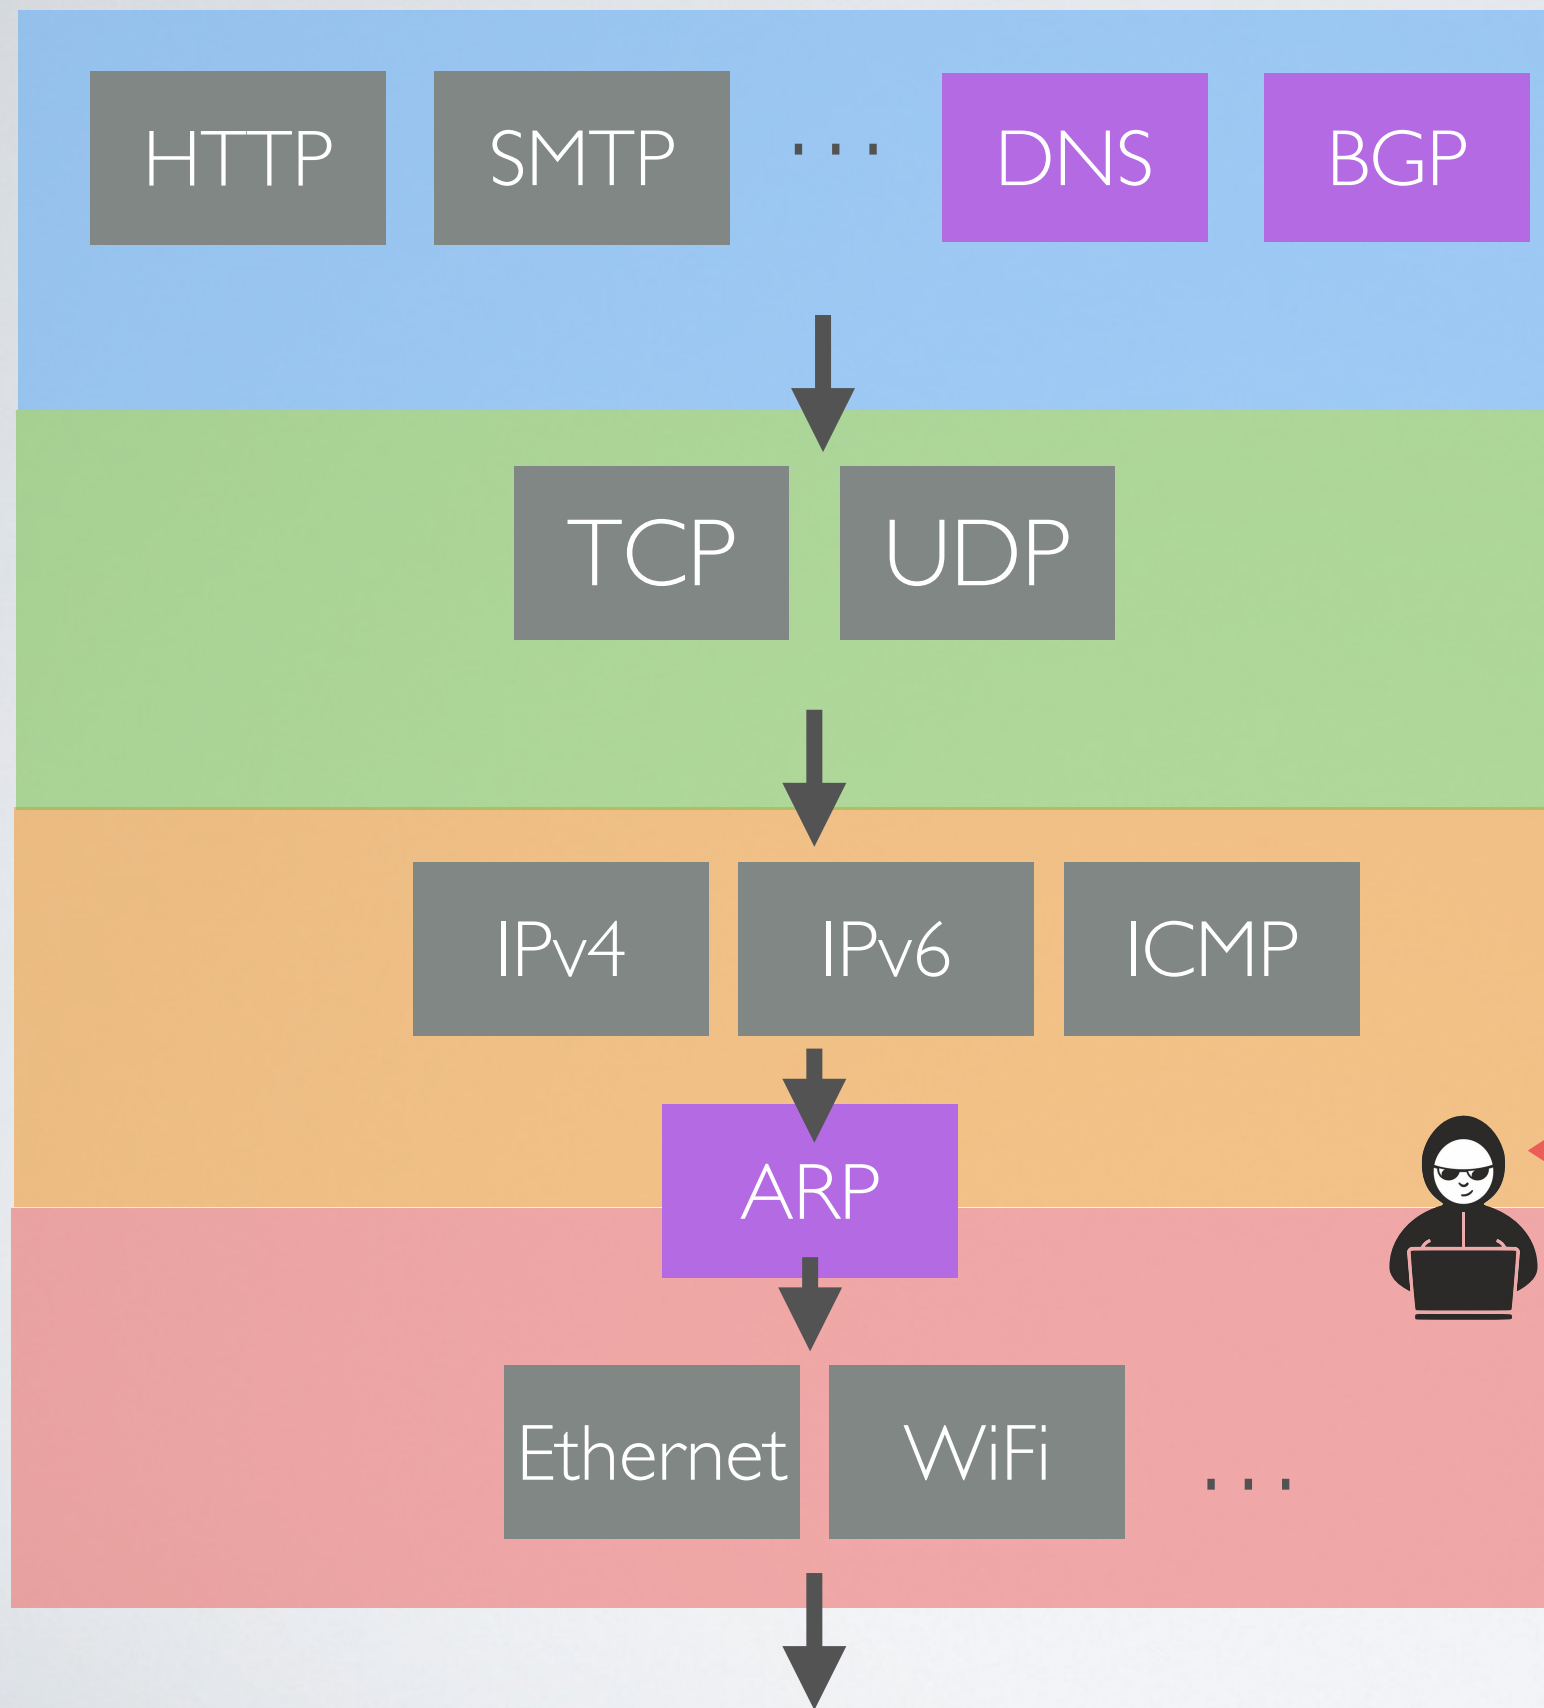 HTTP SMTP ... DNS BGP
TCP UDP
IPv4 IPv6 ICMP
ARP
Ethernet WiFi ...